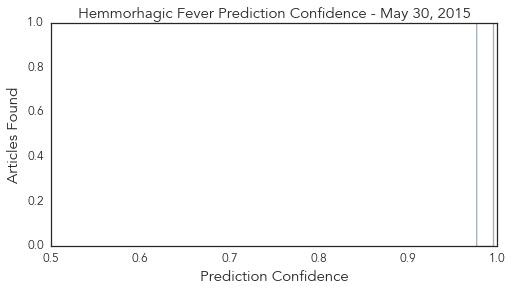 Hemmorhagic Fever Prediction Confidence - May 30, 2015
1.0
0.8
0.6
0.4
0.2
0.0
Articles Found
0.5 0.6 0.7 0.8 0.9 1.0
Prediction Confidence